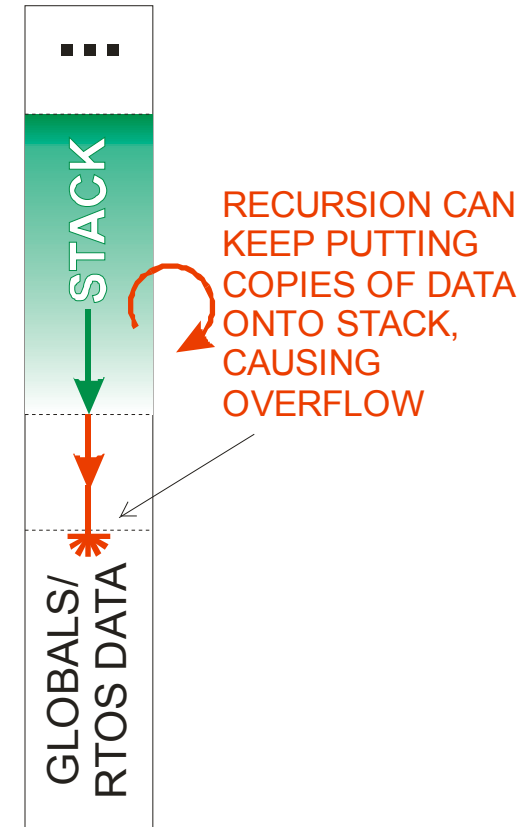 ...
STACK
RECURSION CAN
KEEP PUTTING
COPIES OF DATA
ONTO STACK,
CAUSING
OVERFLOW
GLOBALS/
RTOS DATA